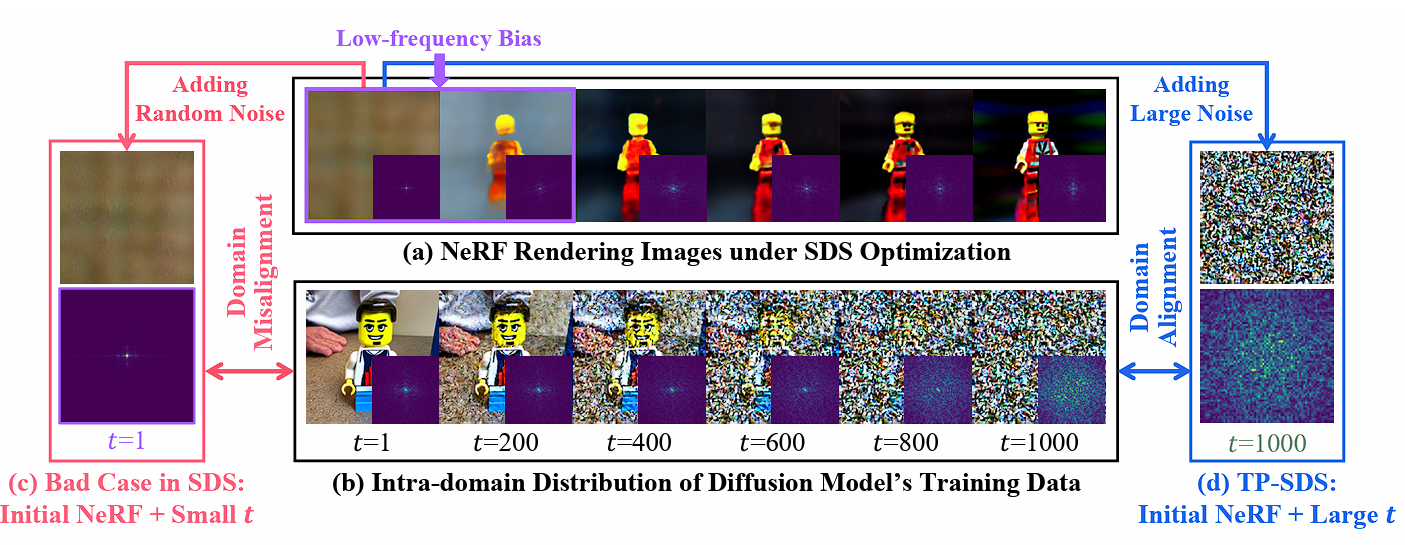 Low-frequency Bias
Adding
Random Noise
Adding
Large Noise
(a) NeRF Rendering Images under SDS Optimization
Domain
Misalignment
Domain
Alignment
t=1
t=1
t=200
t=400
t=600
t=800
t=1000
t=1000
(c) Bad Case in SDS:
Initial NeRF + Small t
(b) Intra-domain Distribution of Diffusion Model's Training Data
(d) TP-SDS:
Initial NeRF + Large t